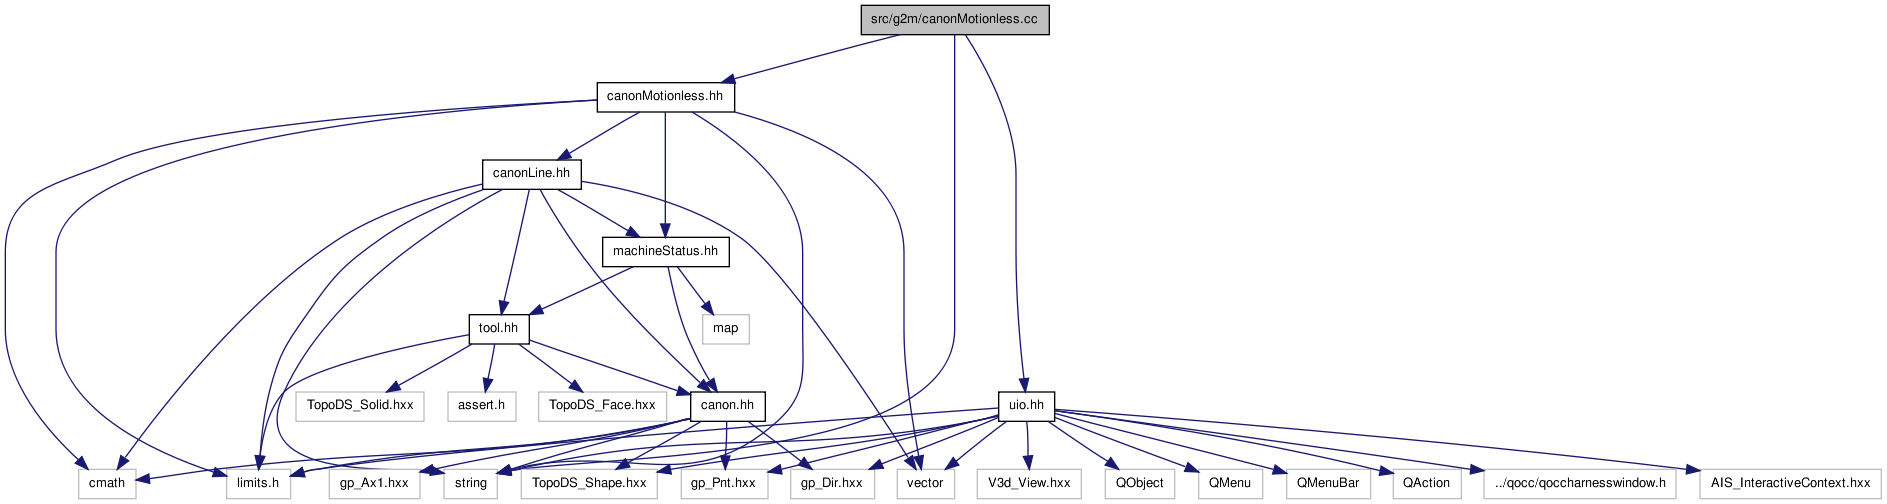 src/g2m/canonMotionless.cc
canonMotionless.hh
canonLine.hh
machineStatus.hh
tool.hh
map
TopoDS_Solid.hxx
assert.h
TopoDS_Face.hxx
canon.hh
uio.hh
cmath
limits.h
gp_Ax1.hxx
string
TopoDS_Shape.hxx
gp_Pnt.hxx
gp_Dir.hxx
vector
V3d_View.hxx
QObject
QMenu
QMenuBar
QAction
../qocc/qoccharnesswindow.h
AIS_InteractiveContext.hxx